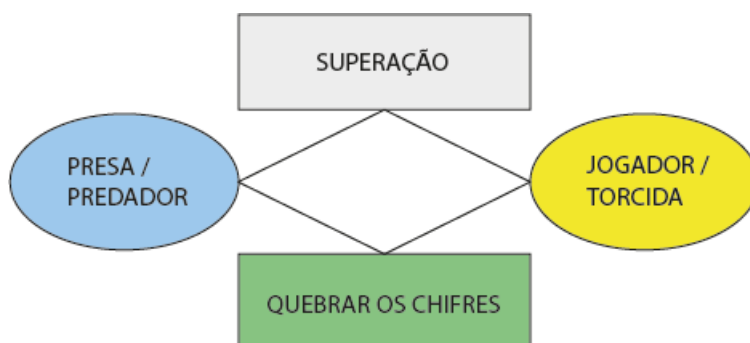 SUPERAÇÃO
PRESA /
PREDADOR
JOGADOR /
TORCIDA
QUEBRAR OS CHIFRES